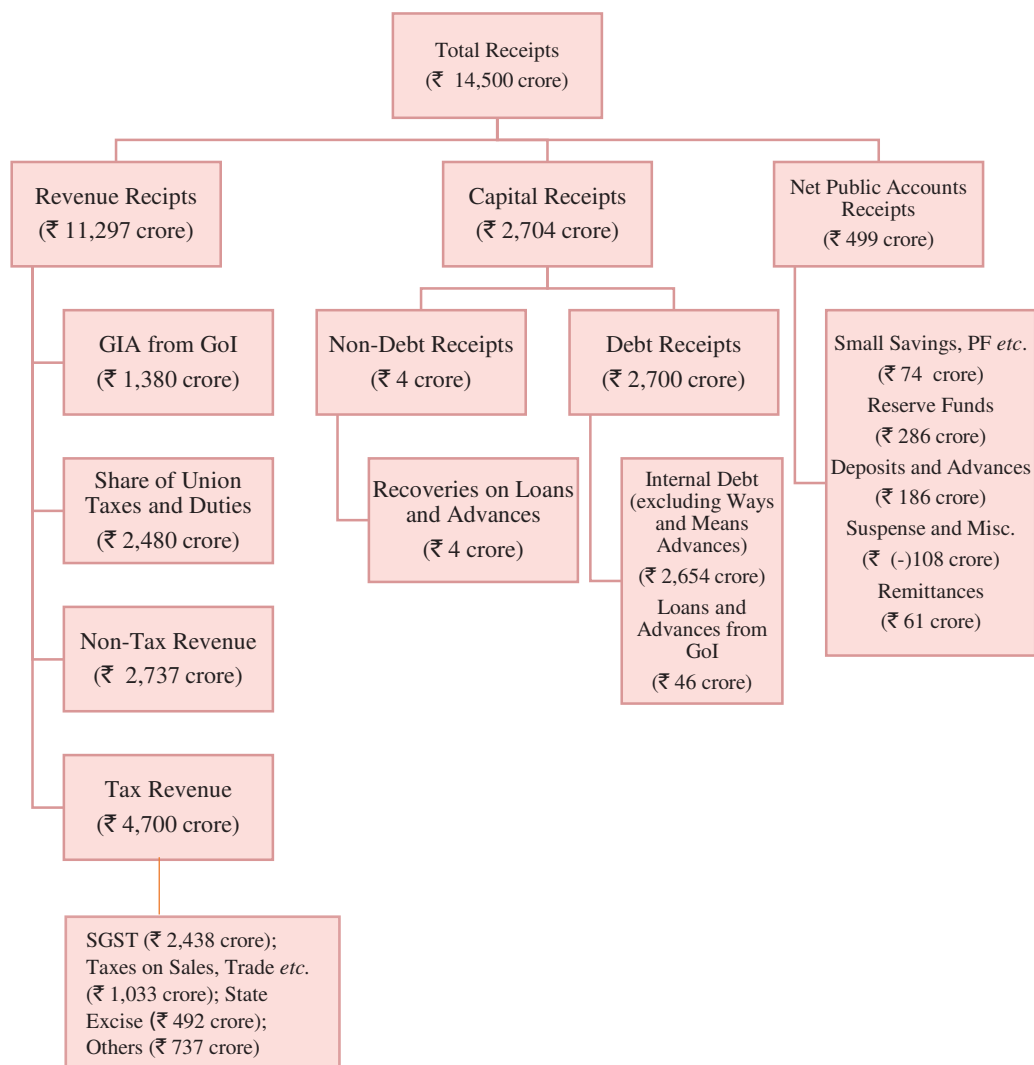 Total Receipts
(₹ 14,500 crore)
Revenue Recipts
(₹ 11,297 crore)
GIA from GoI
(₹ 1,380 crore)
Share of Union
Taxes and Duties
(₹ 2,480 crore)
Non-Tax Revenue
(₹ 2,737 crore)
Tax Revenue
(₹ 4,700 crore)
SGST (₹ 2,438 crore);
Taxes on Sales, Trade etc.
(₹ 1,033 crore); State
Excise (₹ 492 crore);
Others (₹ 737 crore)
Capital Receipts
(₹ 2,704 crore)
Non-Debt Receipts
(₹ 4 crore)
Recoveries on Loans
and Advances
(₹ 4 crore)
Debt Receipts
(₹ 2,700 crore)
Internal Debt
(excluding Ways
and Means
Advances)
(₹ 2,654 crore)
Loans and
Advances from
GoI
(₹ 46 crore)
Net Public Accounts
Receipts
(₹ 499 crore)
Small Savings, PF etc.
(₹ 74 crore)
Reserve Funds
(₹ 286 crore)
Deposits and Advances
(₹ 186 crore)
Suspense and Misc.
(₹ (-)108 crore)
Remittances
(₹ 61 crore)